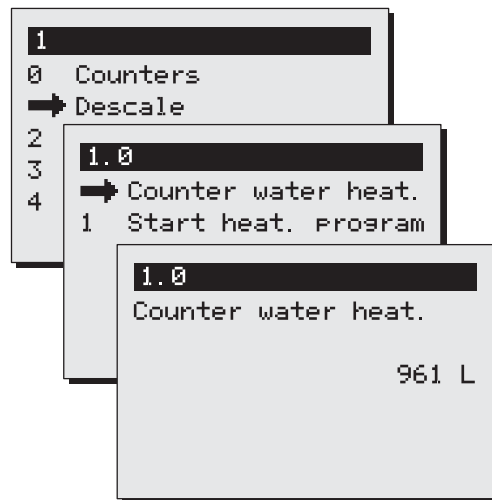 1
0 Counters
Descale
2
3
4
1.0
Counter water heat.
1 Start heat. program
1.0
Counter water heat.
961 L